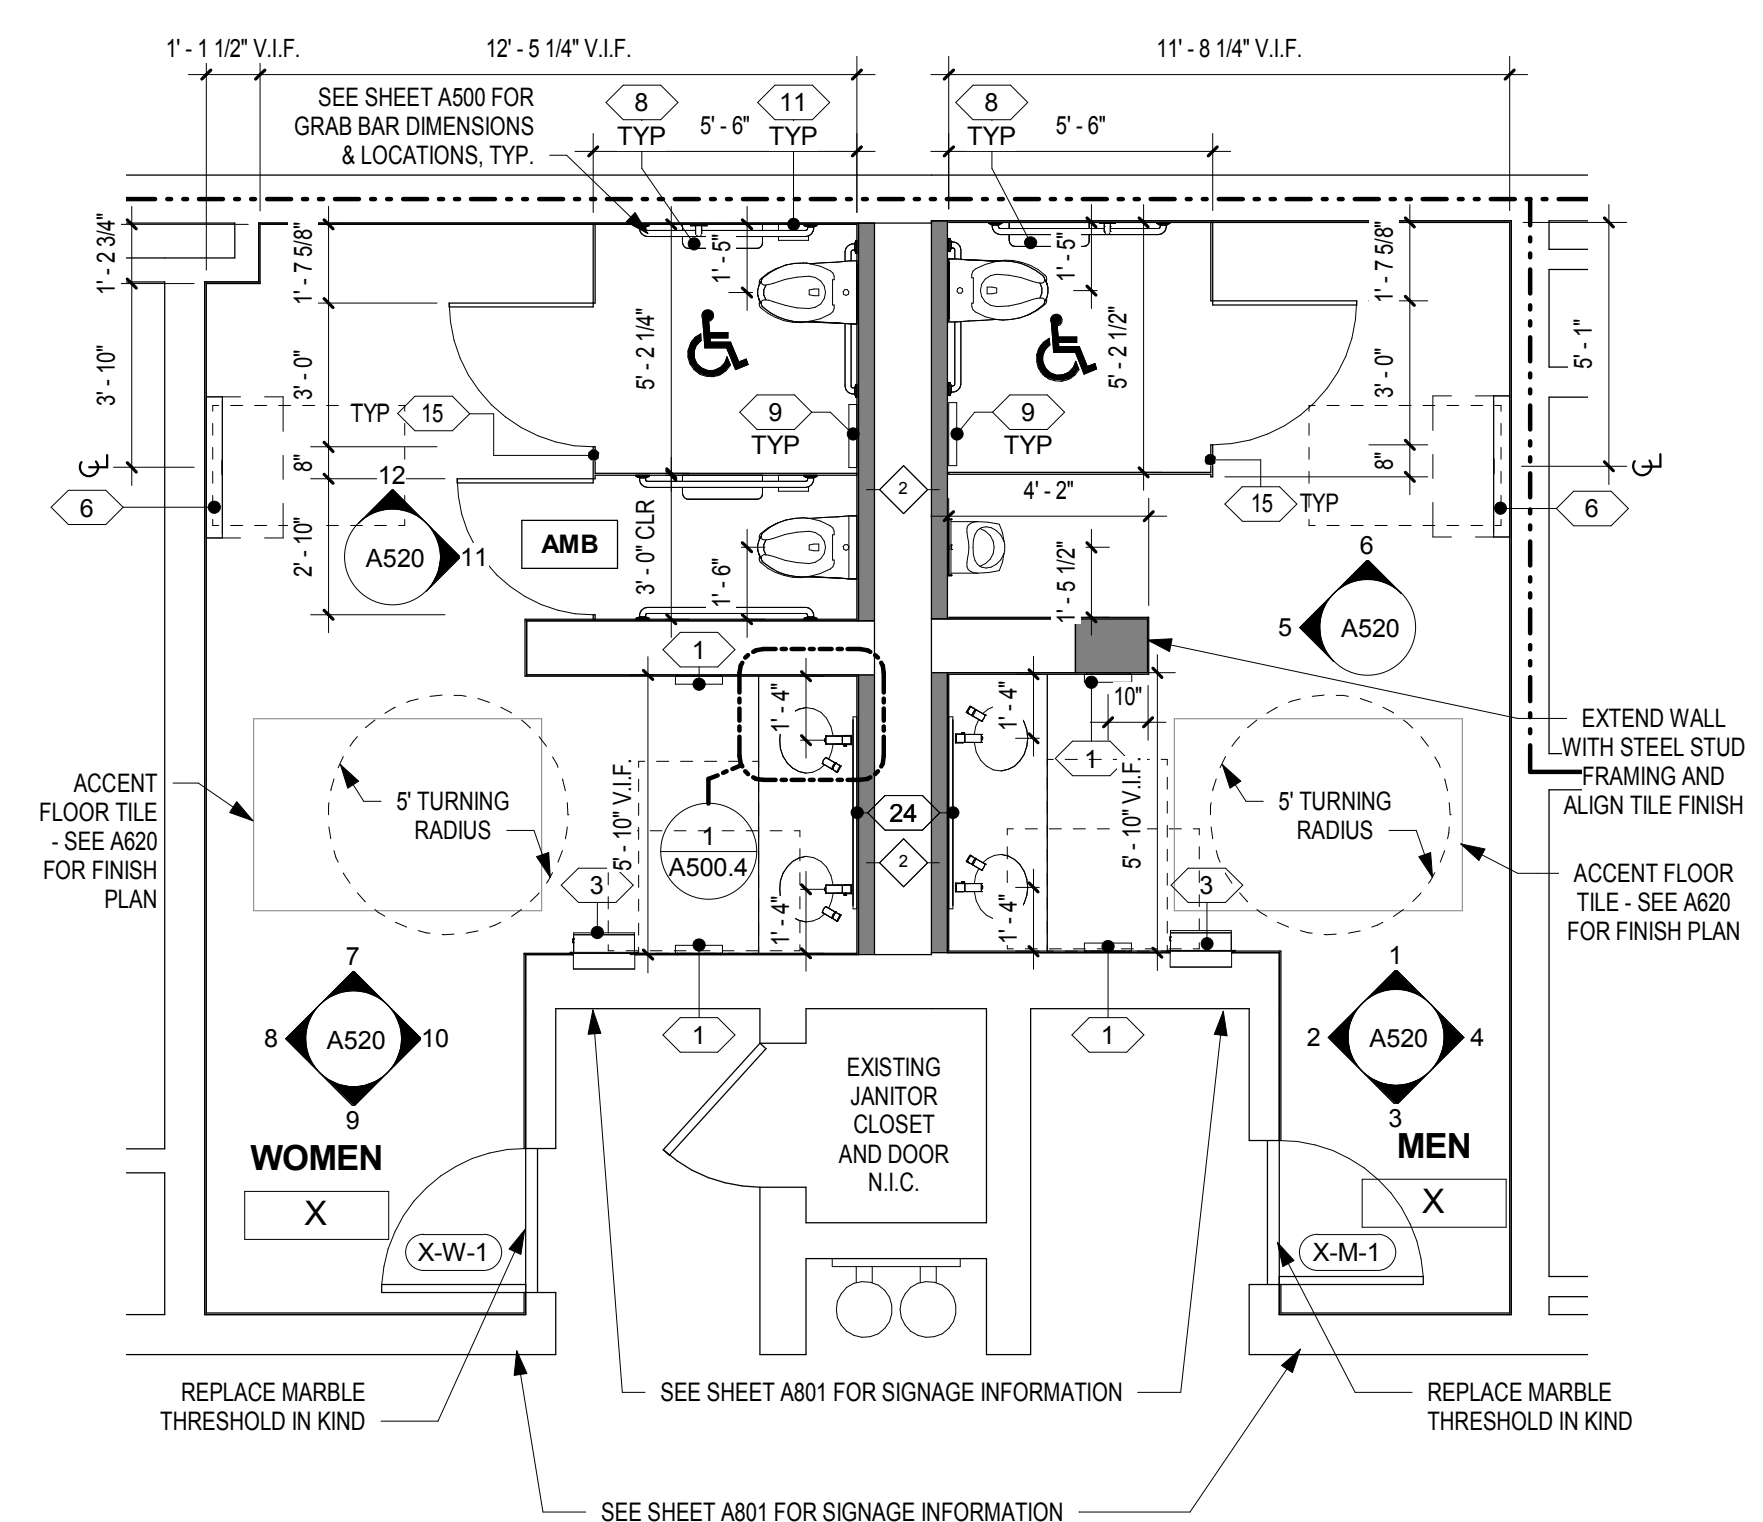 1' - 1 1/2" V.I.F.
12' - 5 1/4" V.I.F.
11' - 8 1/4" V.I.F.
SEE SHEET A500 FOR
GRAB BAR DIMENSIONS
& LOCATIONS, TYP.
8
TYP
11
TYP
5' - 6"
8
TYP
5' - 6"
1' - 2 3/4"
1' - 7 5/8"
1' - 5"
1' - 5"
1' - 7 5/8"
3' - 10"
3' - 0"
5' - 2 1/4"
5' - 2 1/2"
3' - 0"
5' - 1"
TYP
15
9
TYP
9
TYP
8"
8"
CL
CL
6
12
A520
11
2' - 10"
AMB
3' - 0" CLR
1' - 6"
2
4' - 2"
15
TYP
6
1' - 5 1/2"
6
5
A520
1
1' - 4"
1' - 4"
10"
1
EXTEND WALL
WITH STEEL STUD
FRAMING AND
ALIGN TILE FINISH
ACCENT
FLOOR TILE
- SEE A620
FOR FINISH
PLAN
5' TURNING
RADIUS
5' - 10" V.I.F.
1
A500.4
24
2
5' - 10" V.I.F.
5' TURNING
RADIUS
ACCENT FLOOR
TILE - SEE A620
FOR FINISH PLAN
3
1' - 4"
1' - 4"
3
7
8
A520
10
9
1
1
1
2
A520
4
3
EXISTING
JANITOR
CLOSET
AND DOOR
N.I.C.
WOMEN
X
X-W-1
MEN
X
X-M-1
REPLACE MARBLE
THRESHOLD IN KIND
SEE SHEET A801 FOR SIGNAGE INFORMATION
REPLACE MARBLE
THRESHOLD IN KIND
SEE SHEET A801 FOR SIGNAGE INFORMATION